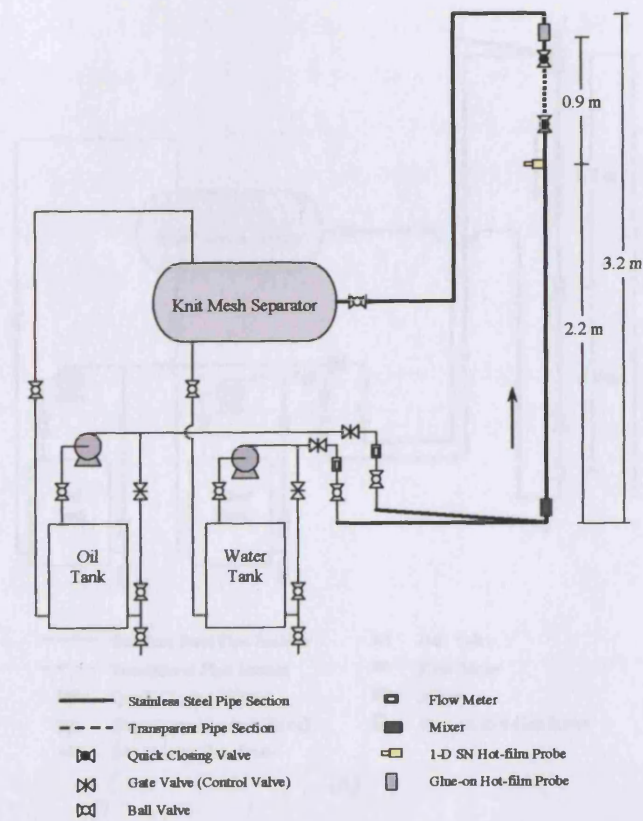 0.9 m
3.2 m
Knit Mesh Separator
2.2 m
Oil
Tank
Water
Tank
Stainless Steel Pipe Section
Transparent Pipe Section
Quick Closing Valve
Gate Valve (Control Valve)
Ball Valve
Flow Meter
Mixer
1-D SN Hot-film Probe
Glue-on Hot-film Probe